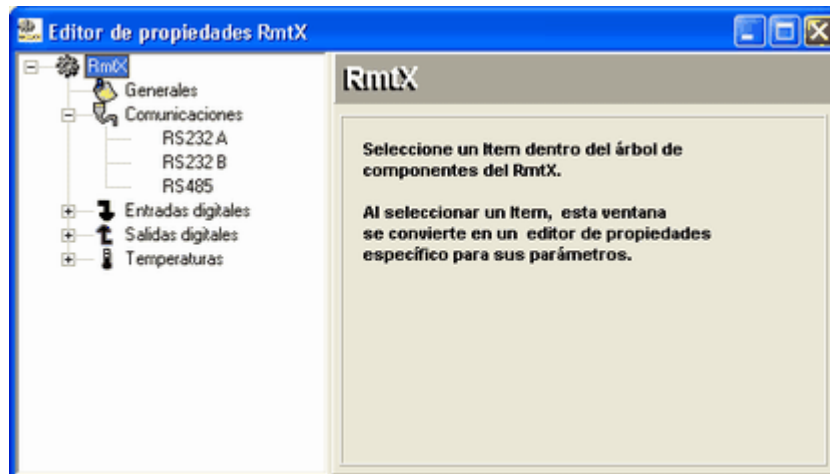 Editor de propiedades RmtX
RmtX
Generales
Comunicaciones
RS232 A
RS232 B
RS485
Entradas digitales
Salidas digitales
Temperaturas
RmtX
Seleccione un Item dentro del árbol de
componentes del RmtX.
Al seleccionar un Item, esta ventana
se convierte en un editor de propiedades
específico para sus parámetros.